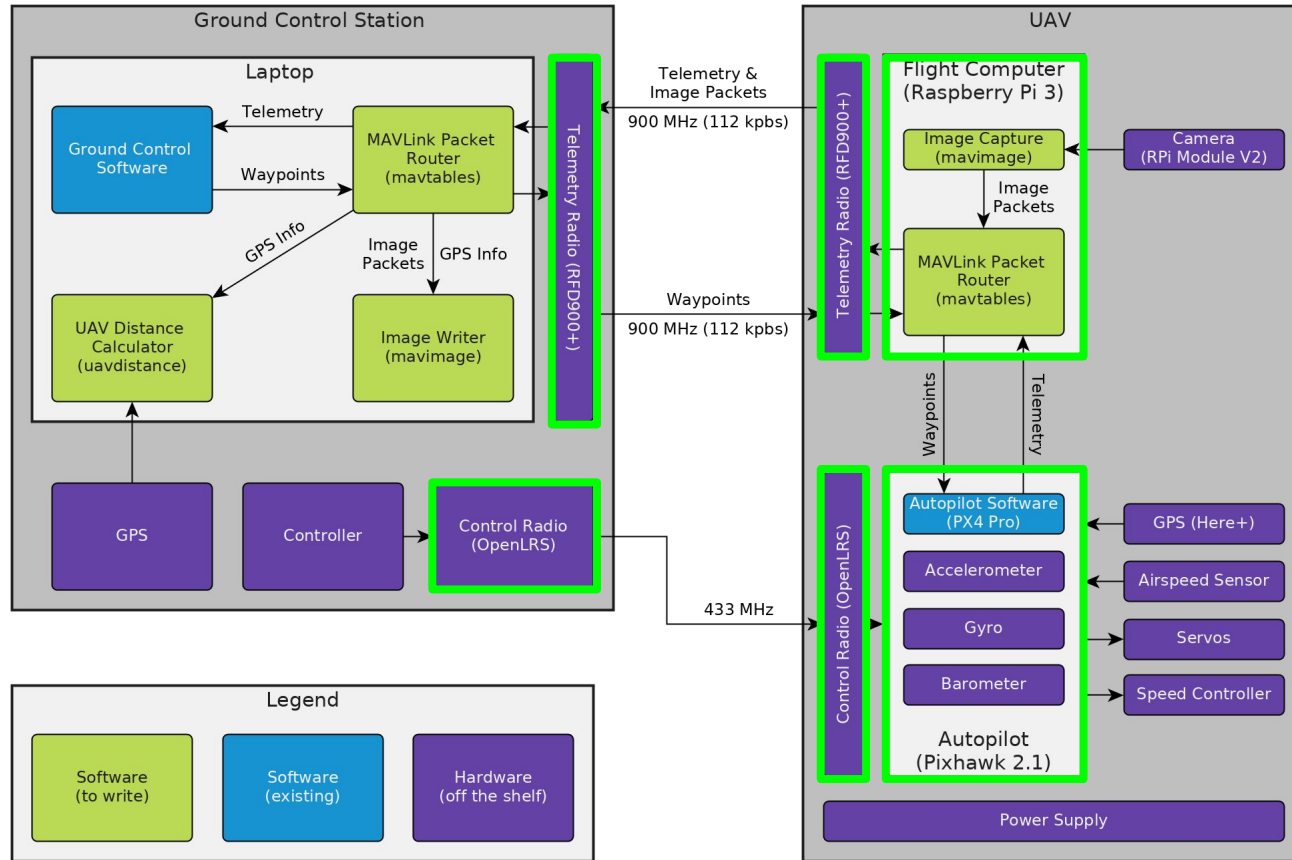 Ground Control Station
Laptop
Ground Control
Software
Telemetry
Waypoints
MAVLink Packet
Router
(mavtables)
GPS Info
Image
Packets
GPS Info
UAV Distance
Calculator
(uavdistance)
Image Writer
(mavimage)
Telemetry Radio (RFD900+)
GPS
Controller
Control Radio
(OpenLRS)
Telemetry &
Image Packets
900 MHz (112 kpbs)
Waypoints
900 MHz (112 kpbs)
433 MHz
UAV
Telemetry Radio (RFD900+)
Flight Computer
(Raspberry Pi 3)
Image Capture
(mavimage)
Image
Packets
MAVLink Packet
Router
(mavtables)
Camera
(RPi Module V2)
Waypoints
Telemetry
Control Radio (OpenLRS)
Autopilot Software
(PX4 Pro)
Accelerometer
Gyro
Barometer
Autopilot
(Pixhawk 2.1)
GPS (Here+)
Airspeed Sensor
Servos
Speed Controller
Power Supply
Legend
Software
(to write)
Software
(existing)
Hardware
(off the shelf)